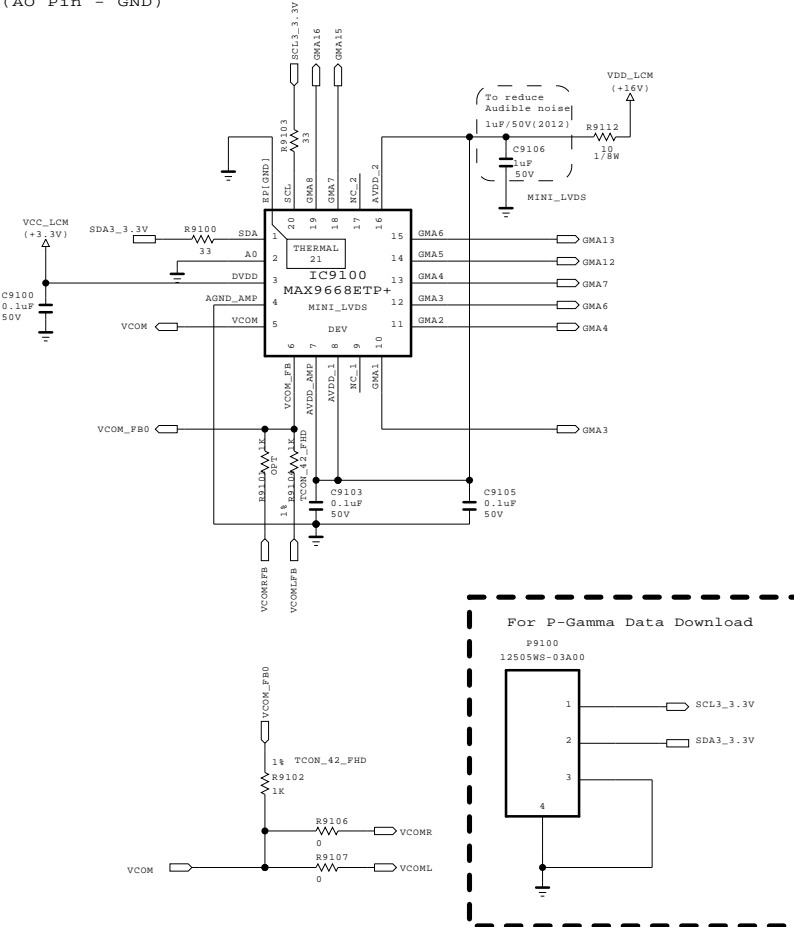 (A0 Pin - GND)
SCL3_3.3V
GMA16
GMA15
R9103
33
EP[GND]
SCL
GMA8
GMA7
NC_2
AVDD_2
20
19
18
17
16
To reduce
Audible noise
1uF/50V(2012)
C9106
1uF
50V
MINI_LVDS
VDD_LCM
(+16V)
R9112
10
1/8W
VCC_LCM
(+3.3V)
C9100
0.1uF
50V
SDA3_3.3V
R9100
33
SDA
A0
DVDD
AGND_AMP
VCOM
VCOM
1
2
3
4
5
THERMAL
21
IC9100
MAX9668ETP+
MINI_LVDS
DEV
15
14
13
12
11
GMA6
GMA5
GMA4
GMA3
GMA2
GMA13
GMA12
GMA7
GMA6
GMA4
6
7
8
9
10
VCOM_FB
AVDD_AMP
AVDD_1
NC_1
GMA1
GMA3
VCOM_FB0
1K
OPT
1K
R9104
1%
TCON_42_FHD
C9103
0.1uF
50V
C9105
0.1uF
50V
VCOMRFB
VCOMLFB
VCOM_FB0
1% TCON_42_FHD
R9102
1K
R9106
0
VCOMR
R9107
0
VCOML
VCOM
For P-Gamma Data Download
P9100
12505WS-03A00
1
2
3
4
SCL3_3.3V
SDA3_3.3V